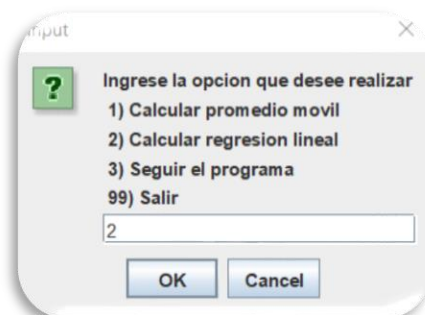 Input
?
Ingrese la opcion que desee realizar
1) Calcular promedio movil
2) Calcular regresion lineal
3) Seguir el programa
99) Salir
2
OK Cancel